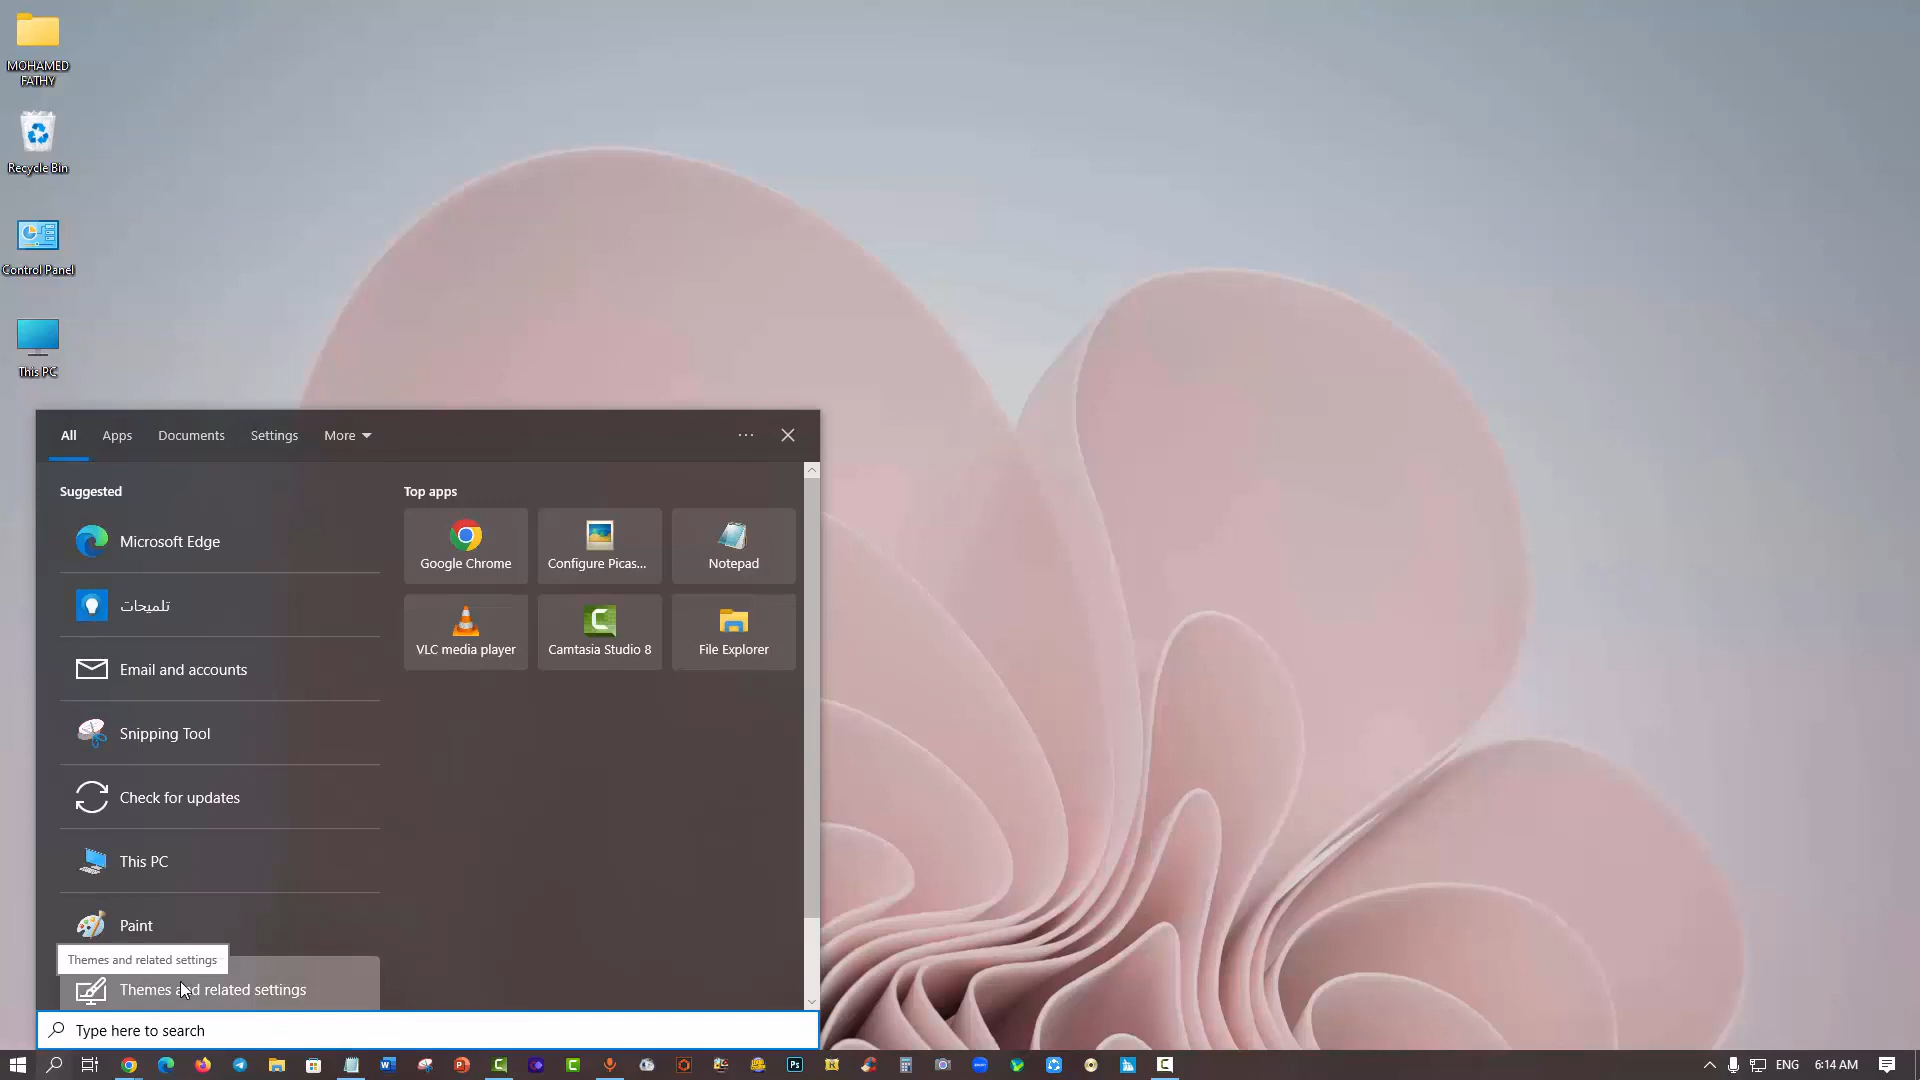 MOHAMED
FATHY
Recycle Bin
Control Panel
This PC
All
Apps
Documents
Settings
More
Suggested
Microsoft Edge
تلميحات
Email and accounts
Snipping Tool
Check for updates
This PC
Paint
Themes and related settings
Themes and related settings
Top apps
Google Chrome
Configure Picas...
Notepad
VLC media player
Camtasia Studio 8
File Explorer
Type here to search
ENG
6:14 AM